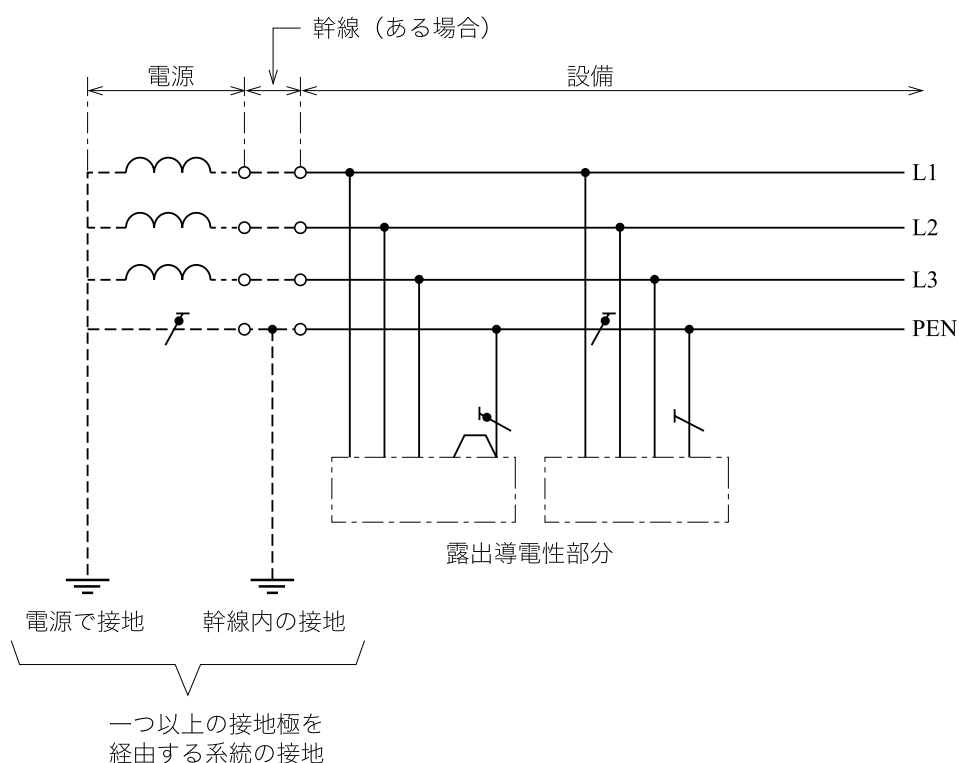 幹線（ある場合）
電源
設備
L1
L2
L3
PEN
露出導電性部分
電源で接地
幹線内の接地
一つ以上の接地極を
経由する系統の接地